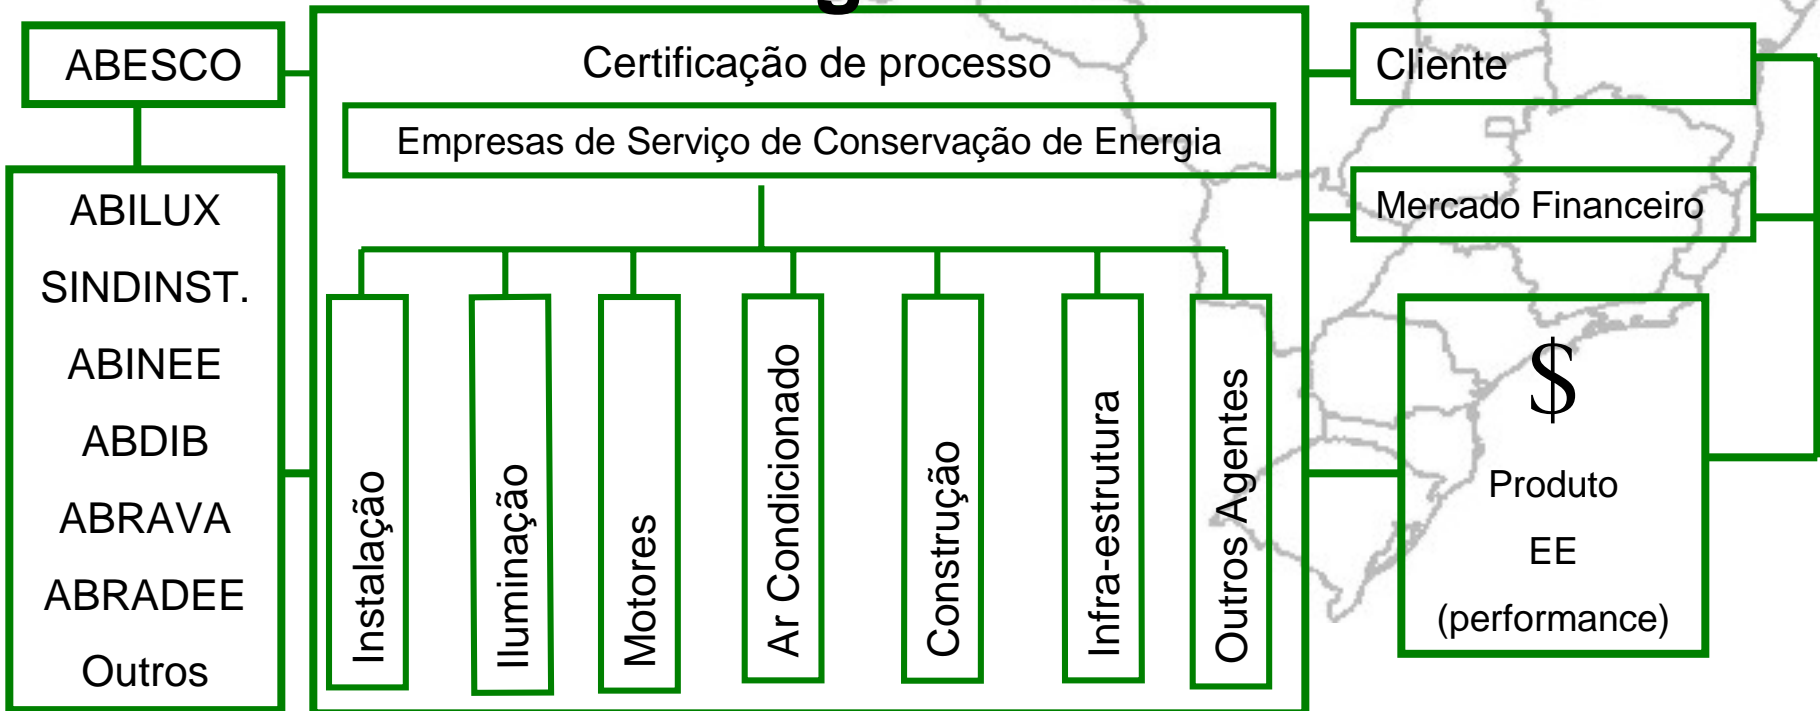 ABESCO
ABILUX
SINDINST.
ABINEE
ABDIB
ABRAVA
ABRADEE
Outros
Certificação de processo
Empresas de Serviço de Conservação de Energia
Instalação
Iluminação
Motores
Ar Condicionado
Construção
Infra-estrutura
Outros Agentes
Cliente
Mercado Financeiro
$
Produto
EE
(performance)